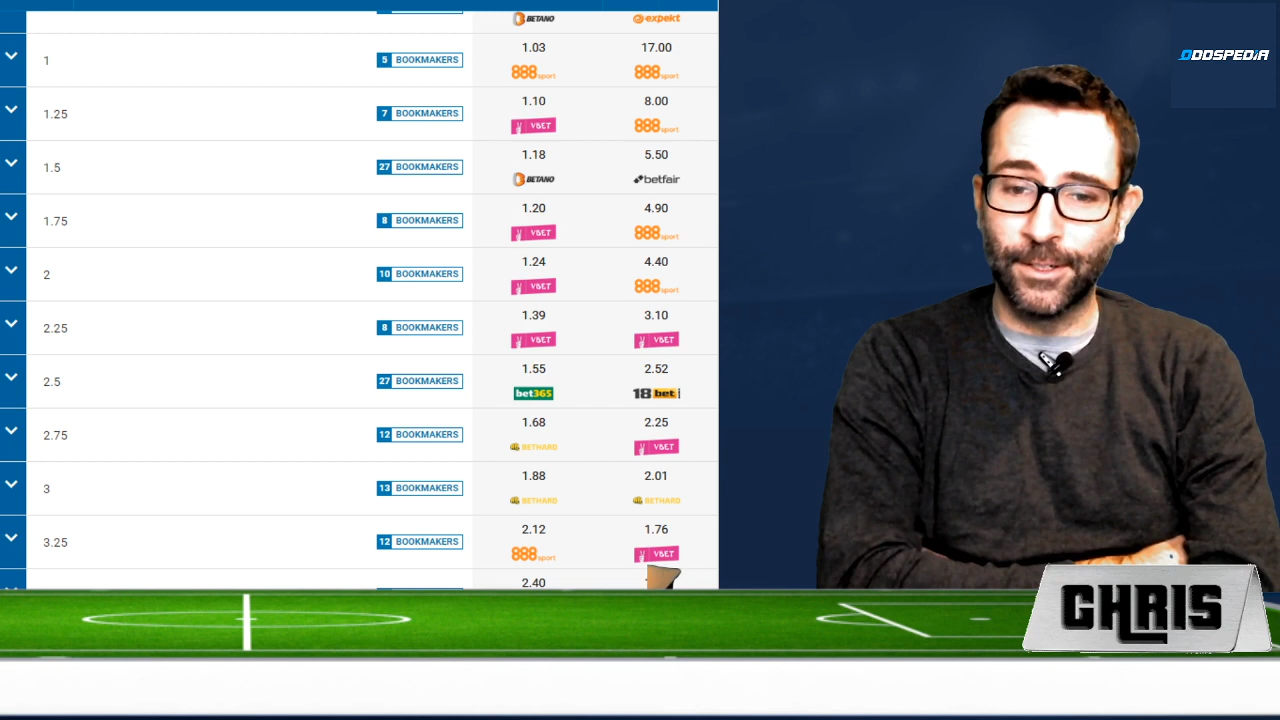 BETANO expekt
ODDSPEDIA
1 5 BOOKMAKERS 1.03 17.00
888sport 888sport
1.25 7 BOOKMAKERS 1.10 8.00
VBET 888sport
1.5 27 BOOKMAKERS 1.18 5.50
BETANO betfair
1.75 8 BOOKMAKERS 1.20 4.90
VBET 888sport
2 10 BOOKMAKERS 1.24 4.40
VBET 888sport
2.25 8 BOOKMAKERS 1.39 3.10
VBET VBET
2.5 27 BOOKMAKERS 1.55 2.52
bet365 18bet
2.75 12 BOOKMAKERS 1.68 2.25
BETHARD VBET
3 13 BOOKMAKERS 1.88 2.01
BETHARD BETHARD
3.25 12 BOOKMAKERS 2.12 1.76
888sport VBET
2.40
CHRIS